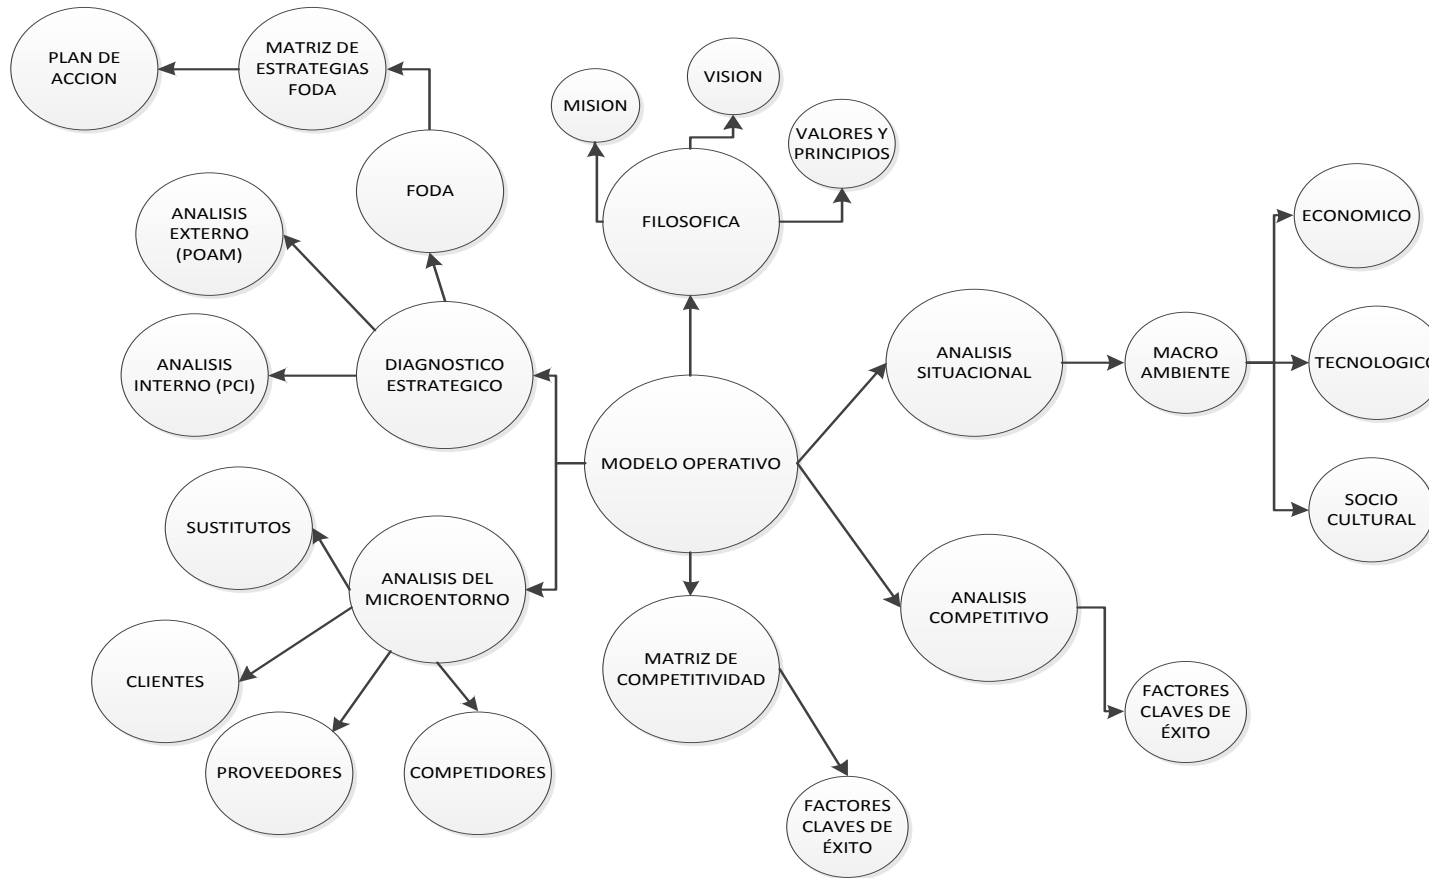 PLAN DE
ACCION
MATRIZ DE
ESTRATEGIAS
FODA
MISION
VISION
VALORES Y
PRINCIPIOS
FODA
FILOSOFICA
ANALISIS
EXTERNO
(POAM)
ECONOMICO
ANALISIS
INTERNO (PCI)
DIAGNOSTICO
ESTRATEGICO
ANALISIS
SITUACIONAL
MACRO
AMBIENTE
TECNOLOGICO
MODELO OPERATIVO
SOCIO
CULTURAL
SUSTITUTOS
ANALISIS DEL
MICROENTORNO
ANALISIS
COMPETITIVO
CLIENTES
MATRIZ DE
COMPETITIVIDAD
FACTORES
CLAVES DE
ÉXITO
PROVEEDORES
COMPETIDORES
FACTORES
CLAVES DE
ÉXITO